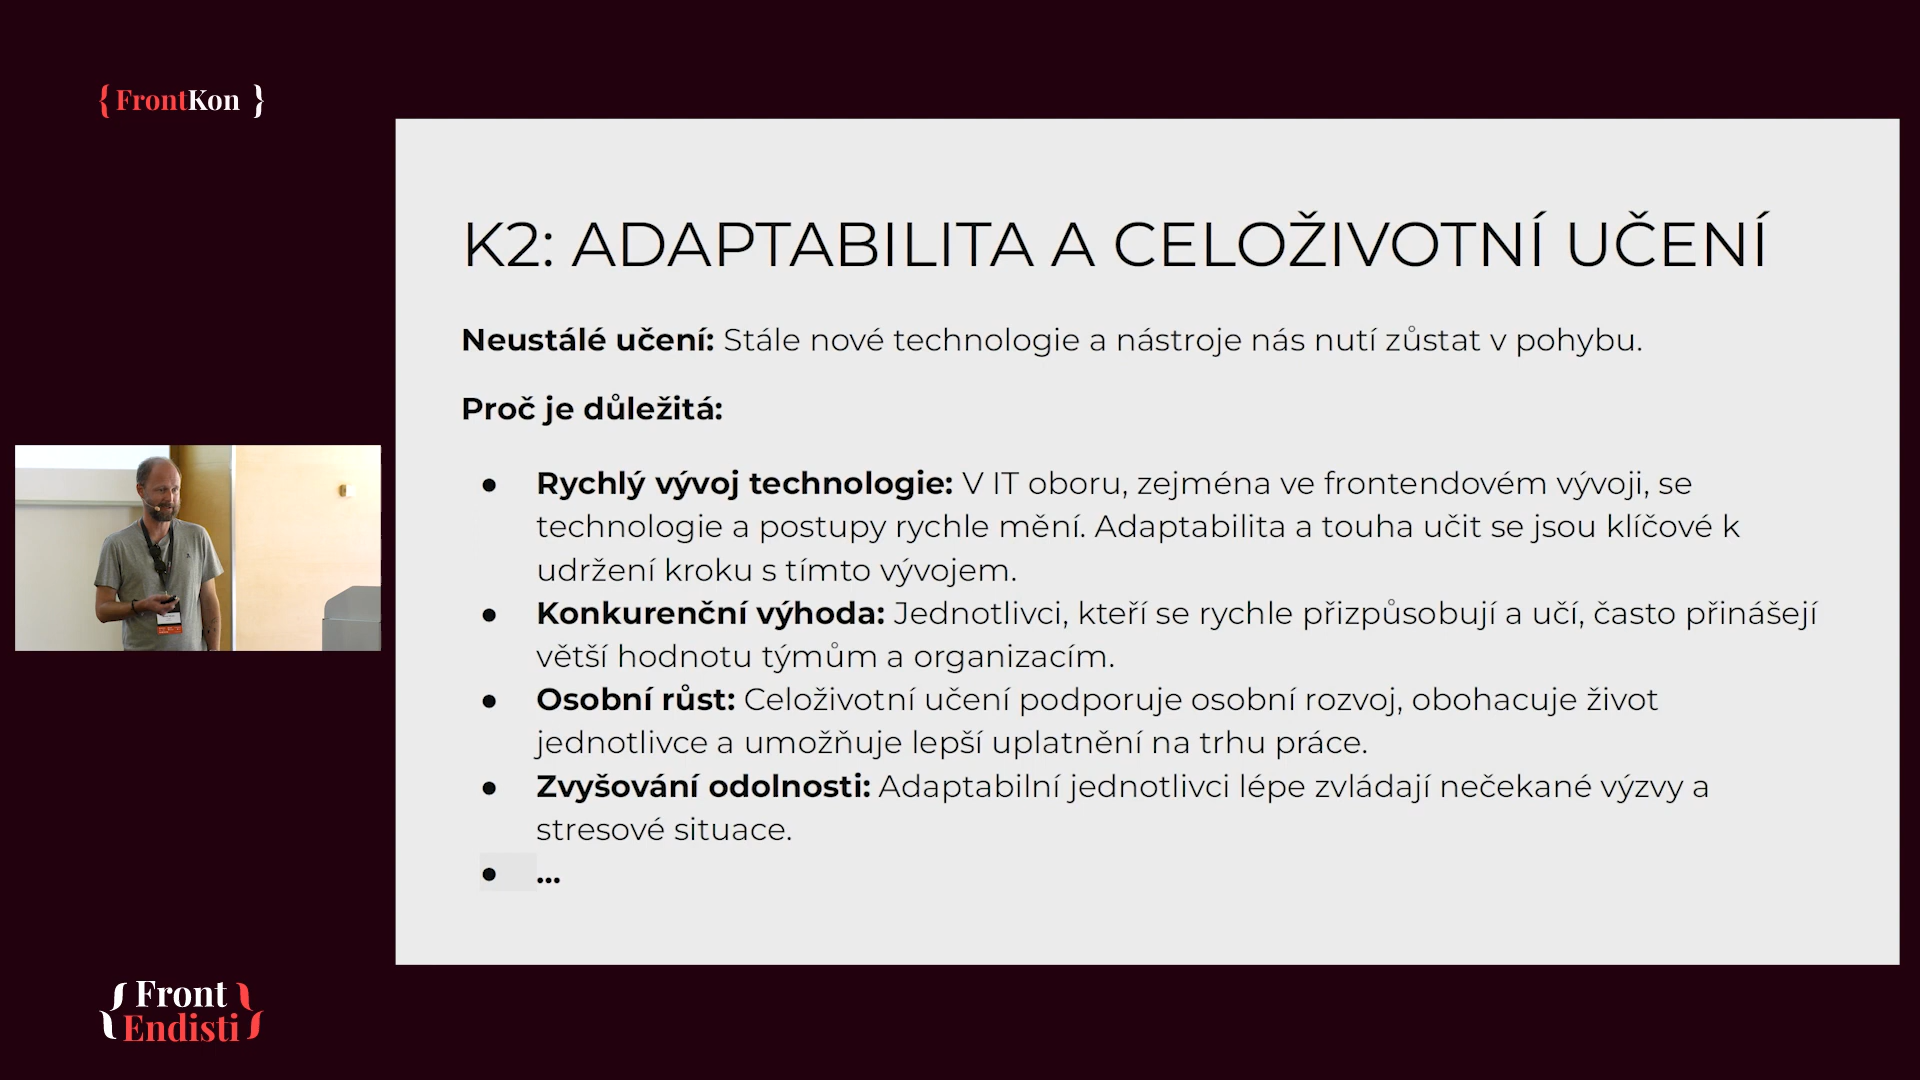 { FrontKon }
K2: ADAPTABILITA A CELOŽIVOTNÍ UČENÍ
Neustálé učení: Stále nové technologie a nástroje nás nutí zůstat v pohybu.
Proč je důležitá:
● Rychlý vývoj technologie: V IT oboru, zejména ve frontendovém vývoji, se
technologie a postupy rychle mění. Adaptabilita a touha učit se jsou klíčové k
udržení kroku s tímto vývojem.
● Konkurenční výhoda: Jednotlivci, kteří se rychle přizpůsobují a učí, často přinášejí
větší hodnotu týmům a organizacím.
● Osobní růst: Celoživotní učení podporuje osobní rozvoj, obohacuje život
jednotlivce a umožňuje lepší uplatnění na trhu práce.
● Zvyšování odolnosti: Adaptabilní jednotlivci lépe zvládají nečekané výzvy a
stresové situace.
● ...
{ Front }
{ Endisti }